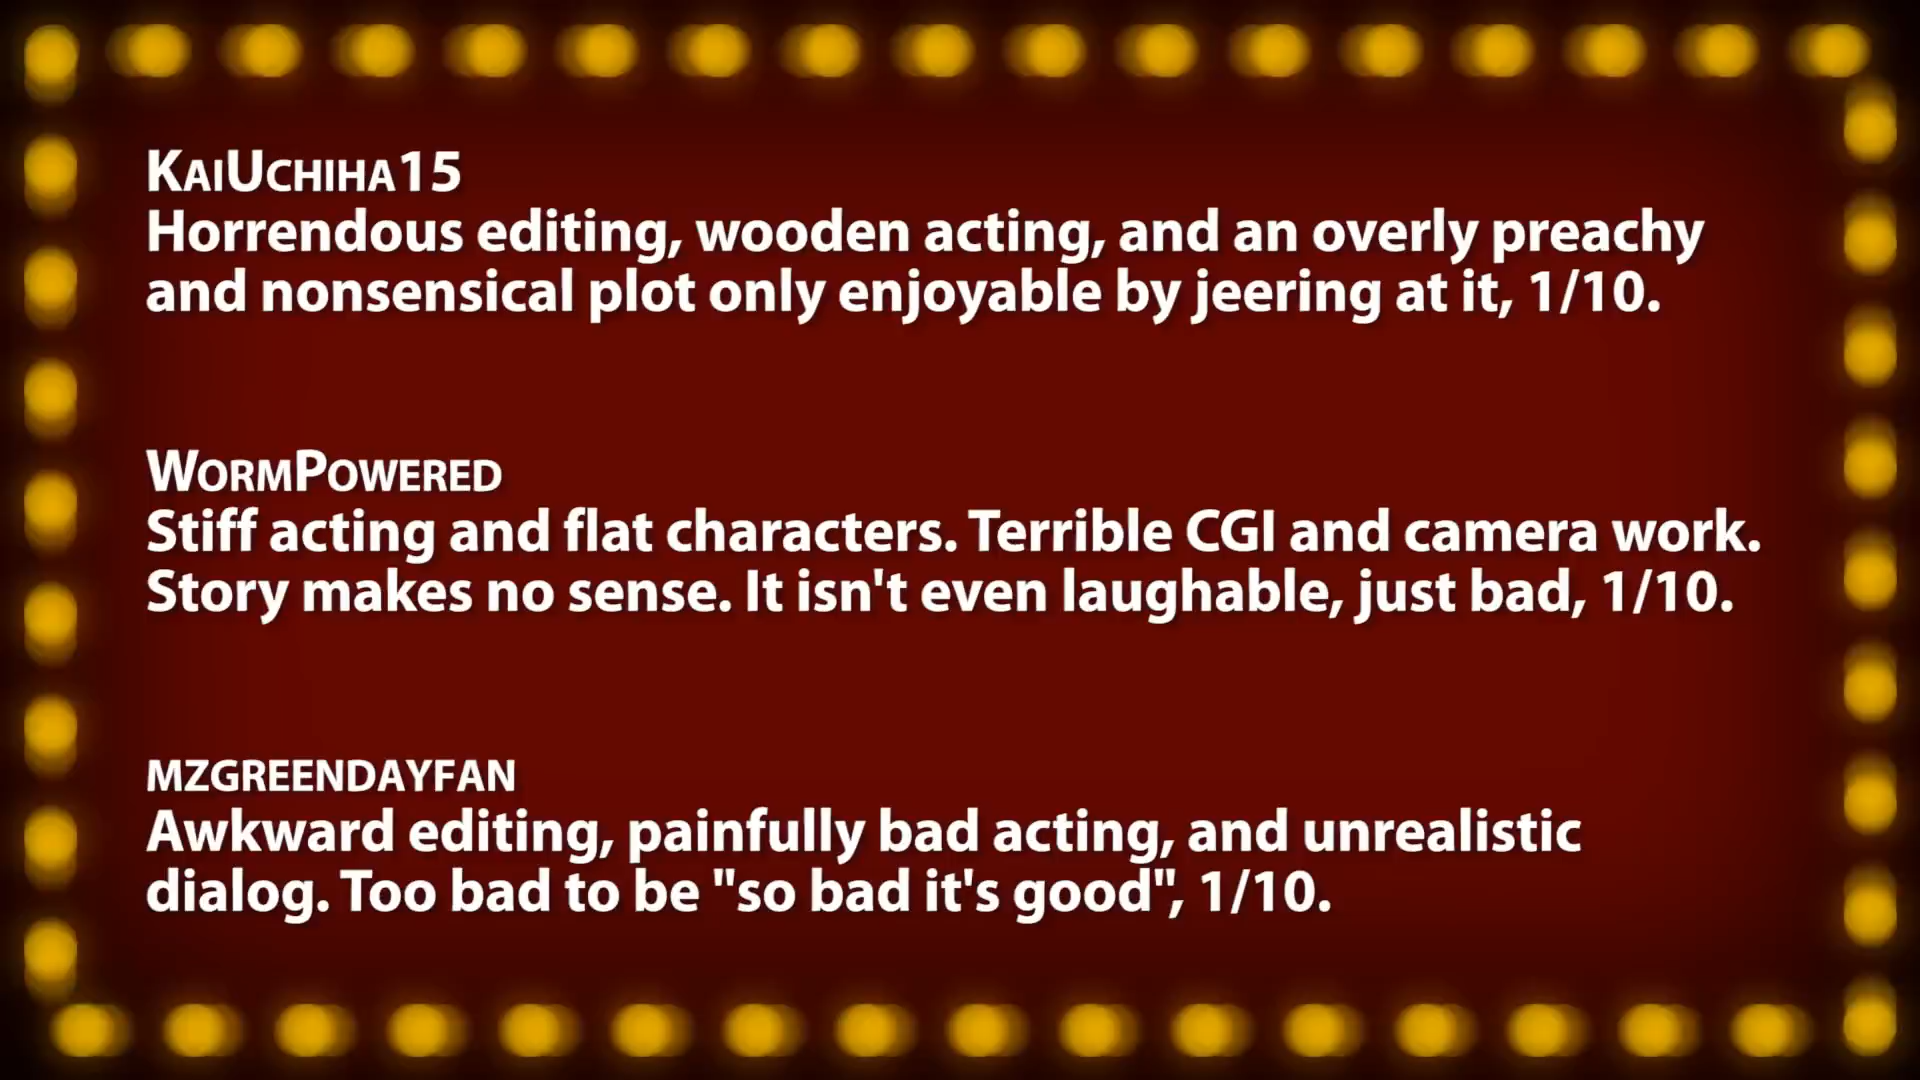 KaiUchiha15
Horrendous editing, wooden acting, and an overly preachy
and nonsensical plot only enjoyable by jeering at it, 1/10.
WormPowered
Stiff acting and flat characters. Terrible CGI and camera work.
Story makes no sense. It isn't even laughable, just bad, 1/10.
mzgreendayfan
Awkward editing, painfully bad acting, and unrealistic
dialog. Too bad to be "so bad it's good", 1/10.